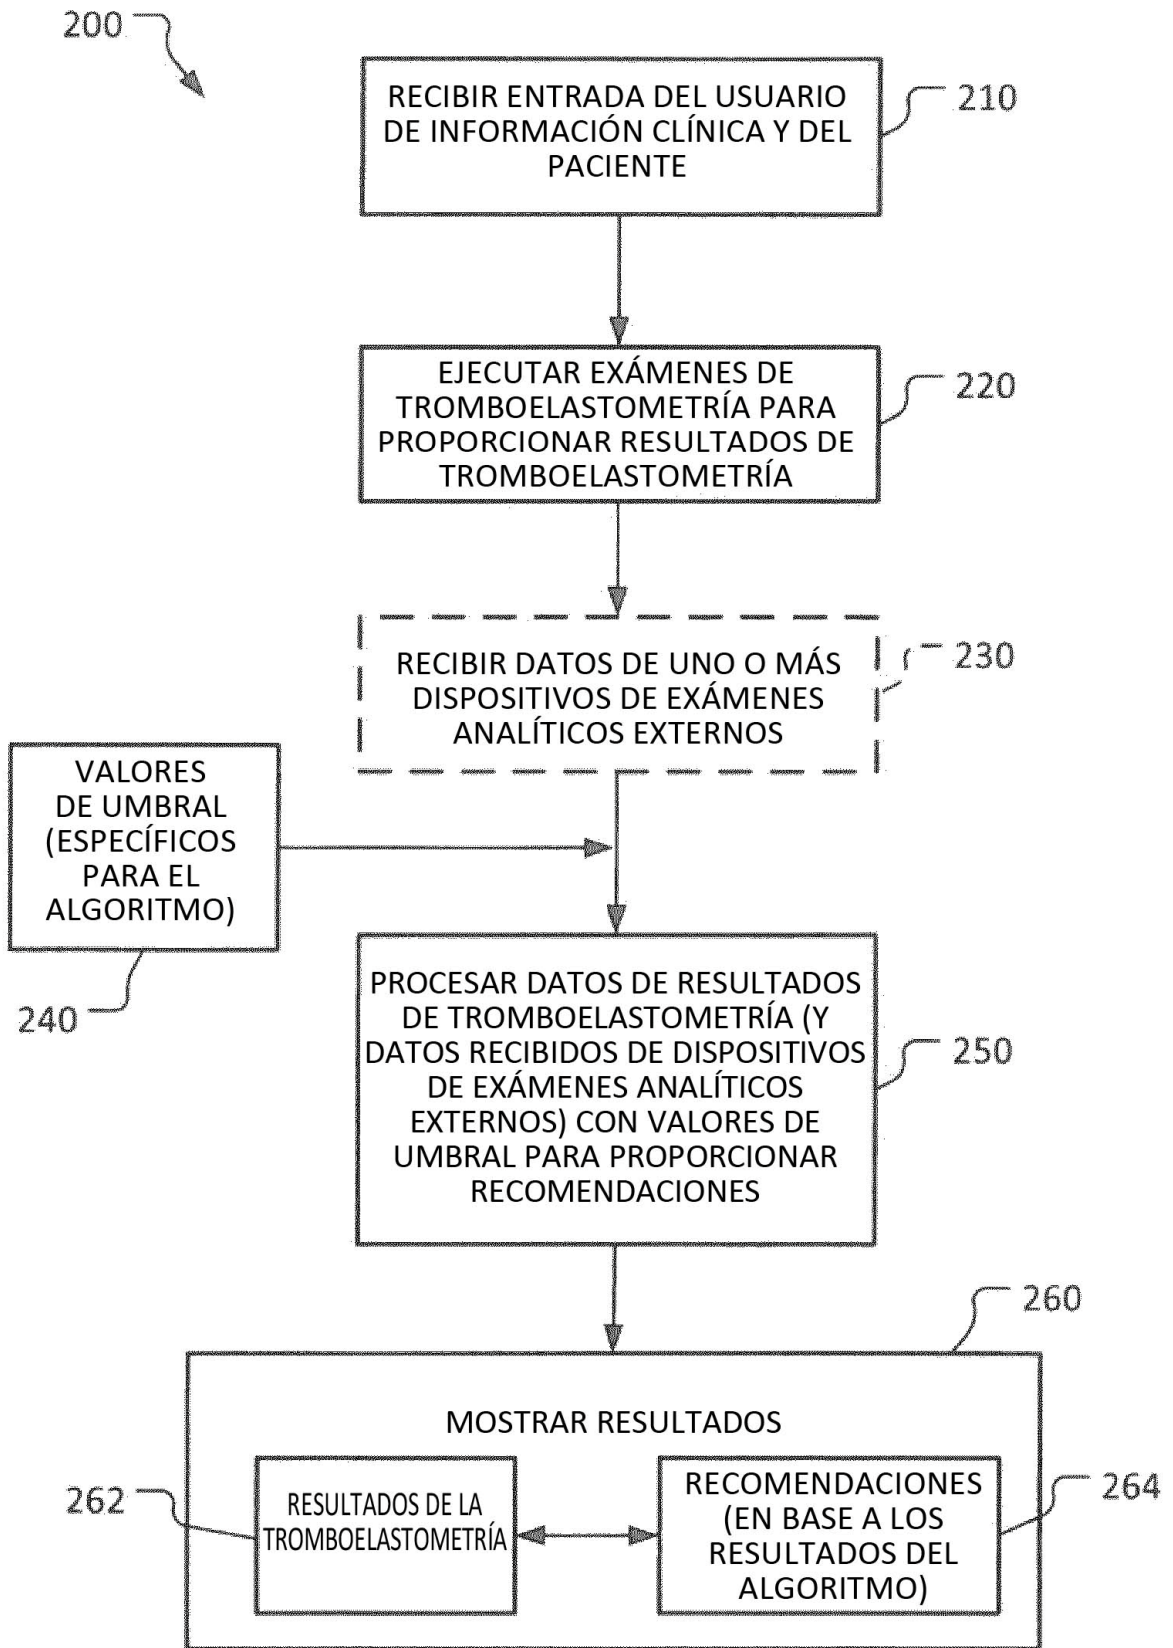 200
RECIBIR ENTRADA DEL USUARIO
DE INFORMACIÓN CLÍNICA Y DEL
PACIENTE
210
EJECUTAR EXÁMENES DE
TROMBOELASTOMETRÍA PARA
PROPORCIONAR RESULTADOS DE
TROMBOELASTOMETRÍA
220
RECIBIR DATOS DE UNO O MÁS
DISPOSITIVOS DE EXÁMENES
ANALÍTICOS EXTERNOS
230
VALORES
DE UMBRAL
(ESPECÍFICOS
PARA EL
ALGORITMO)
240
PROCESAR DATOS DE RESULTADOS
DE TROMBOELASTOMETRÍA (Y
DATOS RECIBIDOS DE DISPOSITIVOS
DE EXÁMENES ANALÍTICOS
EXTERNOS) CON VALORES DE
UMBRAL PARA PROPORCIONAR
RECOMENDACIONES
250
260
MOSTRAR RESULTADOS
262
RESULTADOS DE LA
TROMBOELASTOMETRÍA
RECOMENDACIONES
(EN BASE A LOS
RESULTADOS DEL
ALGORITMO)
264